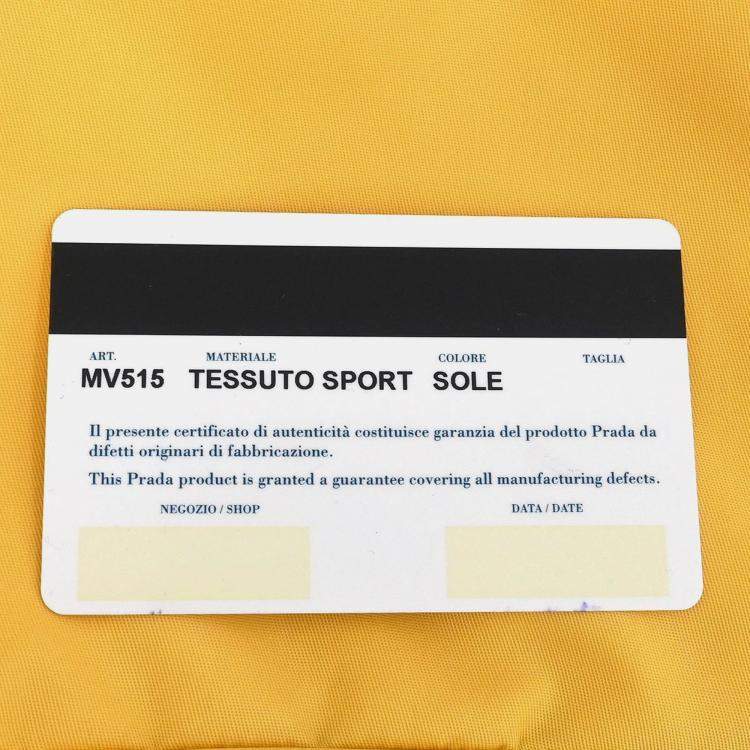 ART. MATERIALE COLORE TAGLIA
MV515 TESSUTO SPORT SOLE
Il presente certificato di autenticità costituisce garanzia del prodotto Prada da
difetti originari di fabbricazione.
This Prada product is granted a guarantee covering all manufacturing defects.
NEGOZIO / SHOP DATA / DATE